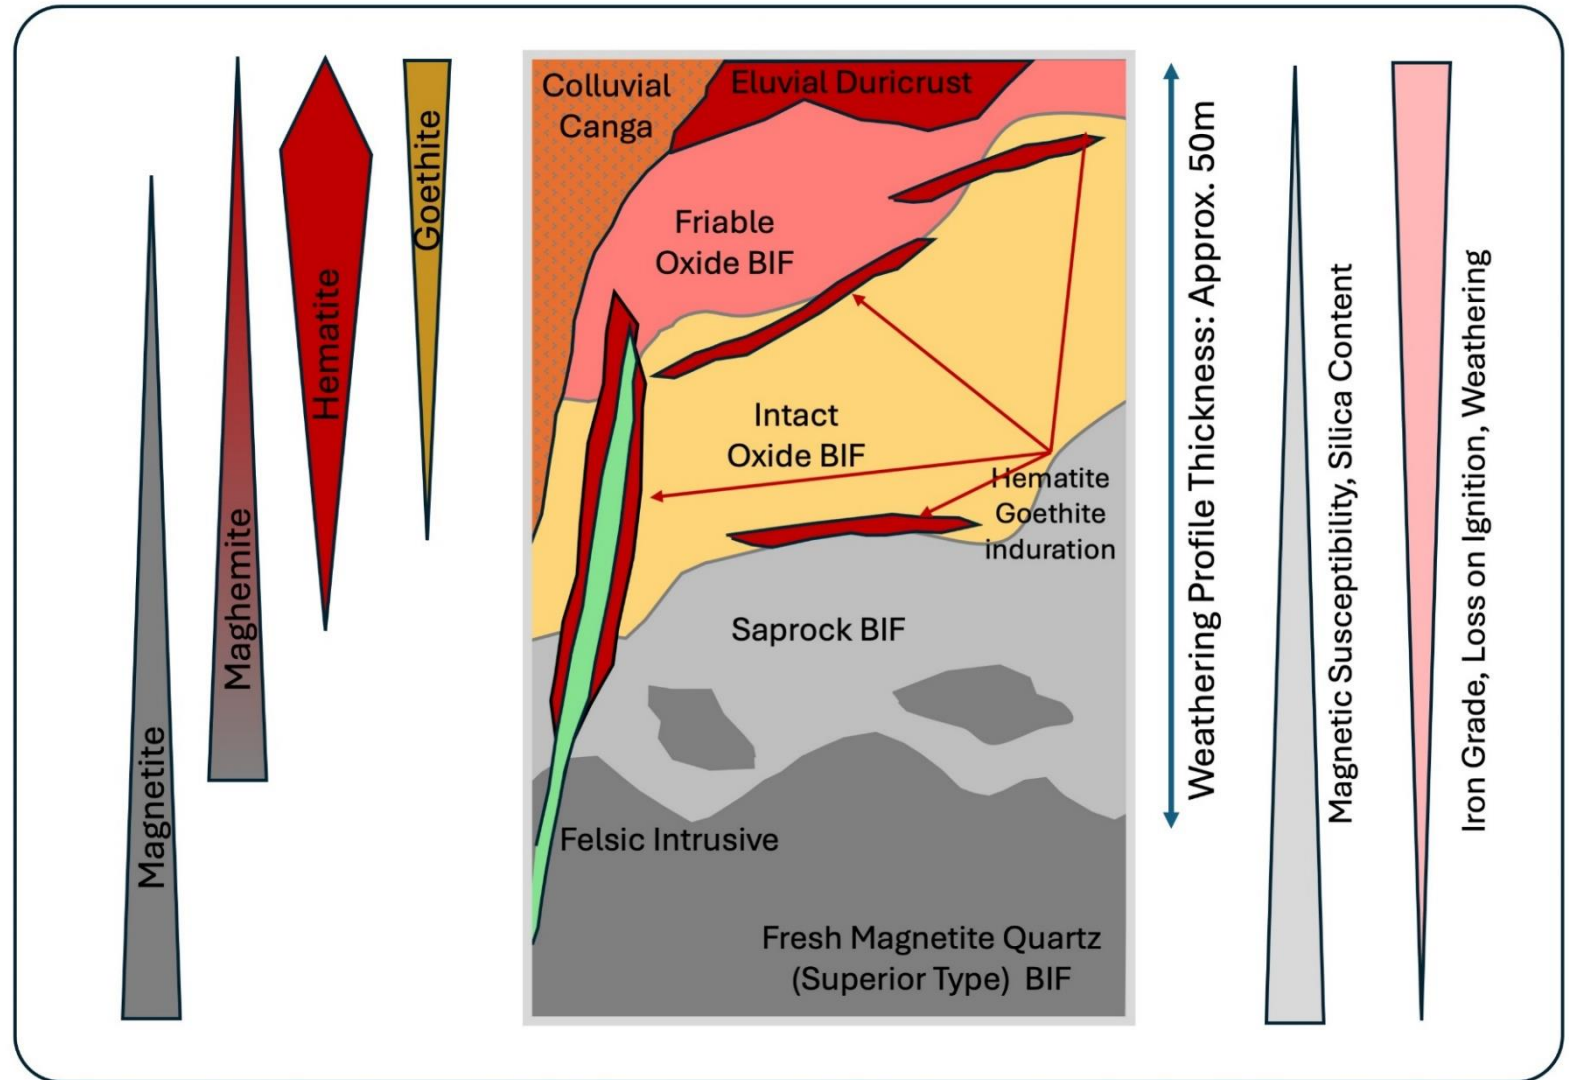 Magnetite
Maghemite
Hematite
Goethite
Colluvial
Canga
Eluvial Duricrust
Friable
Oxide BIF
Intact
Oxide BIF
Hematite
Goethite
induration
Saprock BIF
Felsic Intrusive
Fresh Magnetite Quartz
(Superior Type) BIF
Weathering Profile Thickness: Approx. 50m
Magnetic Susceptibility, Silica Content
Iron Grade, Loss on Ignition, Weathering